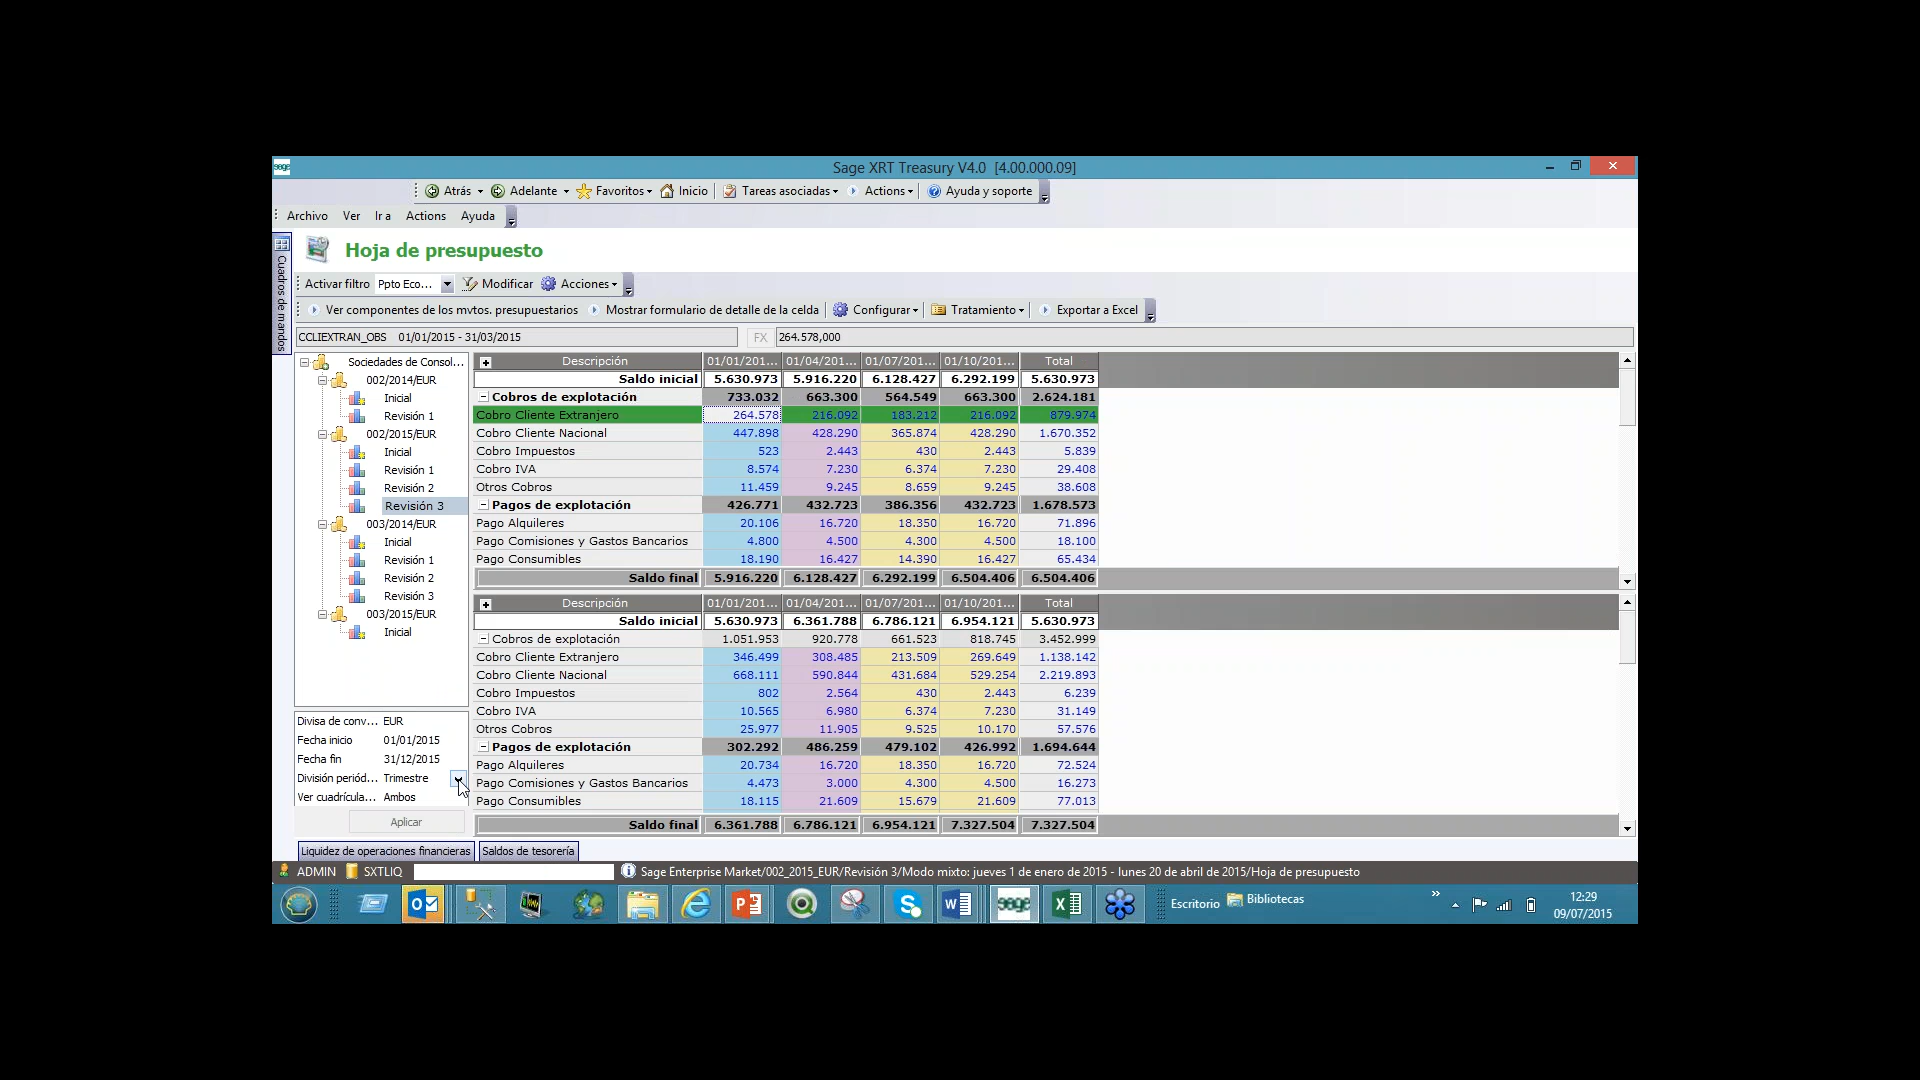 sage Sage XRT Treasury V4.0 [4.00.000.09]
Atrás Adelante Favoritos Inicio Tareas asociadas Actions Ayuda y soporte
Archivo Ver Ir a Actions Ayuda
Cuadros de mandos
Hoja de presupuesto
Activar filtro Ppto Eco... Modificar Acciones
Ver componentes de los mvtos. presupuestarios Mostrar formulario de detalle de la celda Configurar Tratamiento Exportar a Excel
CCLIEXTRAN_OBS 01/01/2015 - 31/03/2015 FX 264.578,000
Sociedades de Consol...
002/2014/EUR
Inicial
Revisión 1
002/2015/EUR
Inicial
Revisión 1
Revisión 2
Revisión 3
003/2014/EUR
Inicial
Revisión 1
Revisión 2
Revisión 3
003/2015/EUR
Inicial
Divisa de conv... EUR
Fecha inicio 01/01/2015
Fecha fin 31/12/2015
División periód... Trimestre
Ver cuadrícula... Ambos
Aplicar
Descripción 01/01/201... 01/04/201... 01/07/201... 01/10/201... Total
Saldo inicial 5.630.973 5.916.220 6.128.427 6.292.199 5.630.973
Cobros de explotación 733.032 663.300 564.549 663.300 2.624.181
Cobro Cliente Extranjero 264.578 216.092 183.212 216.092 879.974
Cobro Cliente Nacional 447.898 428.290 365.874 428.290 1.670.352
Cobro Impuestos 523 2.443 430 2.443 5.839
Cobro IVA 8.574 7.230 6.374 7.230 29.408
Otros Cobros 11.459 9.245 8.659 9.245 38.608
Pagos de explotación 426.771 432.723 386.356 432.723 1.678.573
Pago Alquileres 20.106 16.720 18.350 16.720 71.896
Pago Comisiones y Gastos Bancarios 4.800 4.500 4.300 4.500 18.100
Pago Consumibles 18.190 16.427 14.390 16.427 65.434
Saldo final 5.916.220 6.128.427 6.292.199 6.504.406 6.504.406
Descripción 01/01/201... 01/04/201... 01/07/201... 01/10/201... Total
Saldo inicial 5.630.973 6.361.788 6.786.121 6.954.121 5.630.973
Cobros de explotación 1.051.953 920.778 661.523 818.745 3.452.999
Cobro Cliente Extranjero 346.499 308.485 213.509 269.649 1.138.142
Cobro Cliente Nacional 668.111 590.844 431.684 529.254 2.219.893
Cobro Impuestos 802 2.564 430 2.443 6.239
Cobro IVA 10.565 6.980 6.374 7.230 31.149
Otros Cobros 25.977 11.905 9.525 10.170 57.576
Pagos de explotación 302.292 486.259 479.102 426.992 1.694.644
Pago Alquileres 20.734 16.720 18.350 16.720 72.524
Pago Comisiones y Gastos Bancarios 4.473 3.000 4.300 4.500 16.273
Pago Consumibles 18.115 21.609 15.679 21.609 77.013
Saldo final 6.361.788 6.786.121 6.954.121 7.327.504 7.327.504
Liquidez de operaciones financieras Saldos de tesorería
ADMIN SXTLIQ Sage Enterprise Market/002_2015_EUR/Revisión 3/Modo mixto: jueves 1 de enero de 2015 - lunes 20 de abril de 2015/Hoja de presupuesto
sage Escritorio Bibliotecas » 12:29
09/07/2015